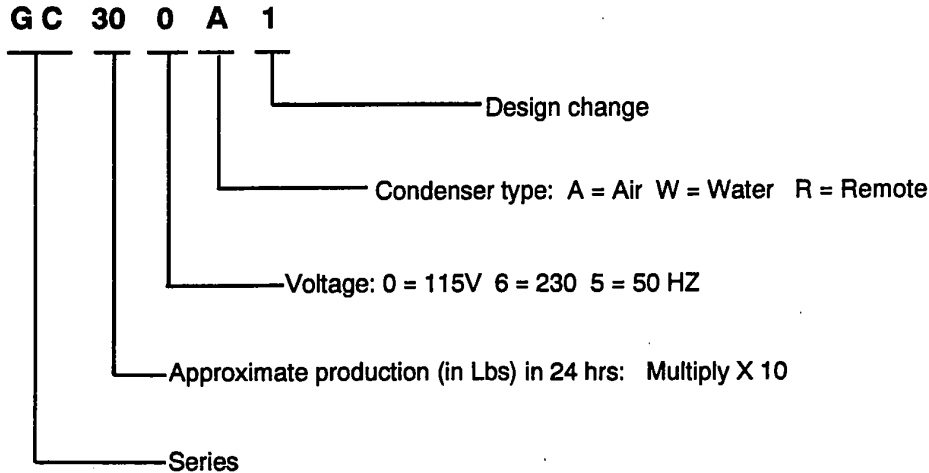 GC 30 0 A 1
Design change
Condenser type: A = Air W = Water R = Remote
Voltage: 0 = 115V 6 = 230 5 = 50 HZ
Approximate production (in Lbs) in 24 hrs: Multiply X 10
Series